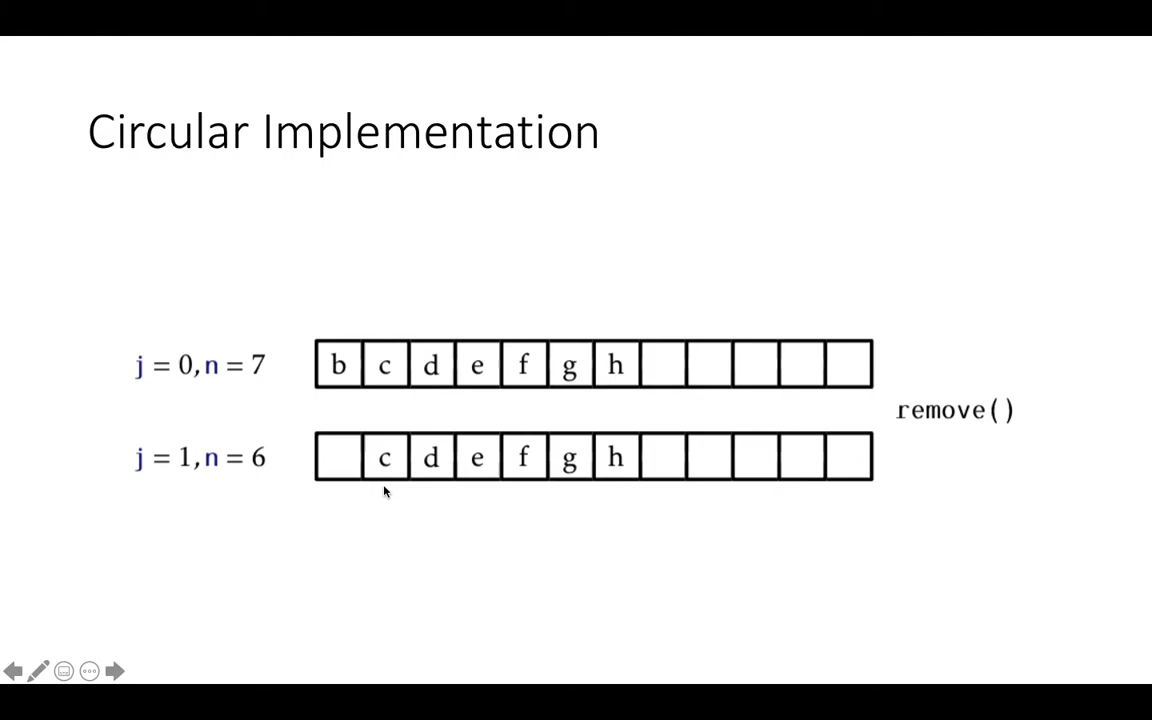 Circular Implementation
j = 0, n = 7 b c d e f g h
remove()
j = 1, n = 6 c d e f g h